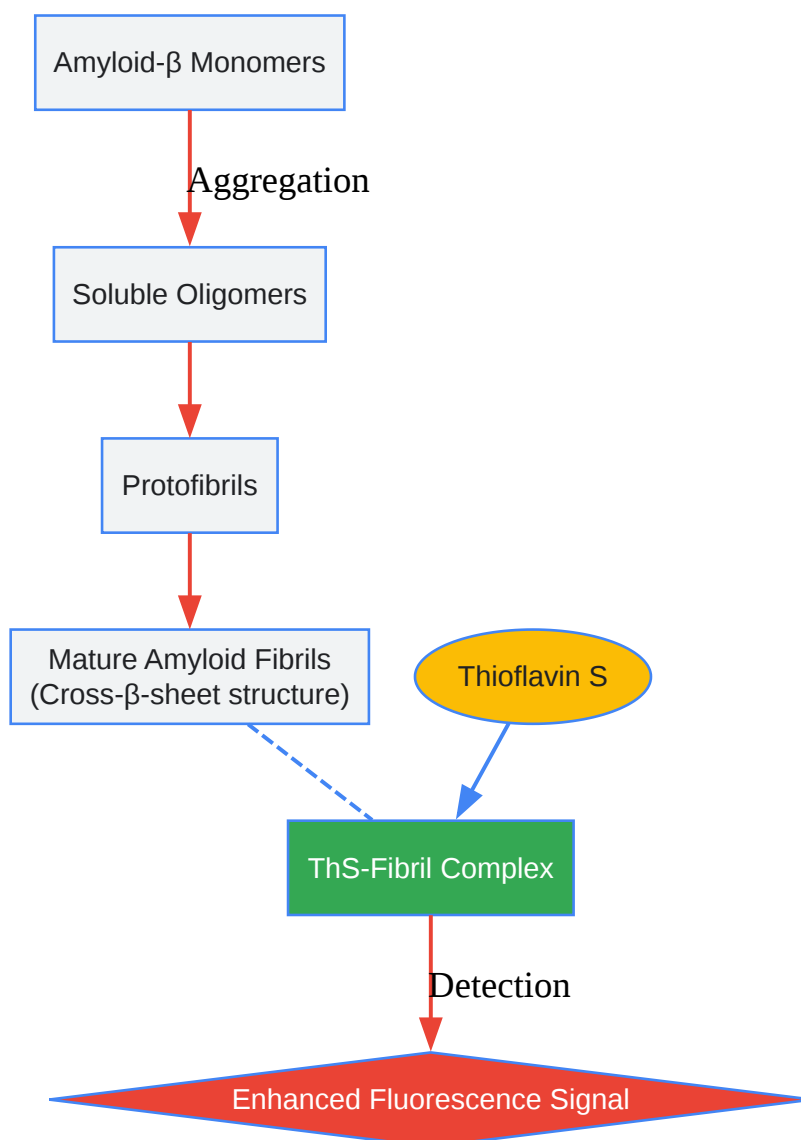 Amyloid-β Monomers
Aggregation
Soluble Oligomers
Protofibrils
Mature Amyloid Fibrils
(Cross-β-sheet structure)
Thioflavin S
ThS-Fibril Complex
Detection
Enhanced Fluorescence Signal